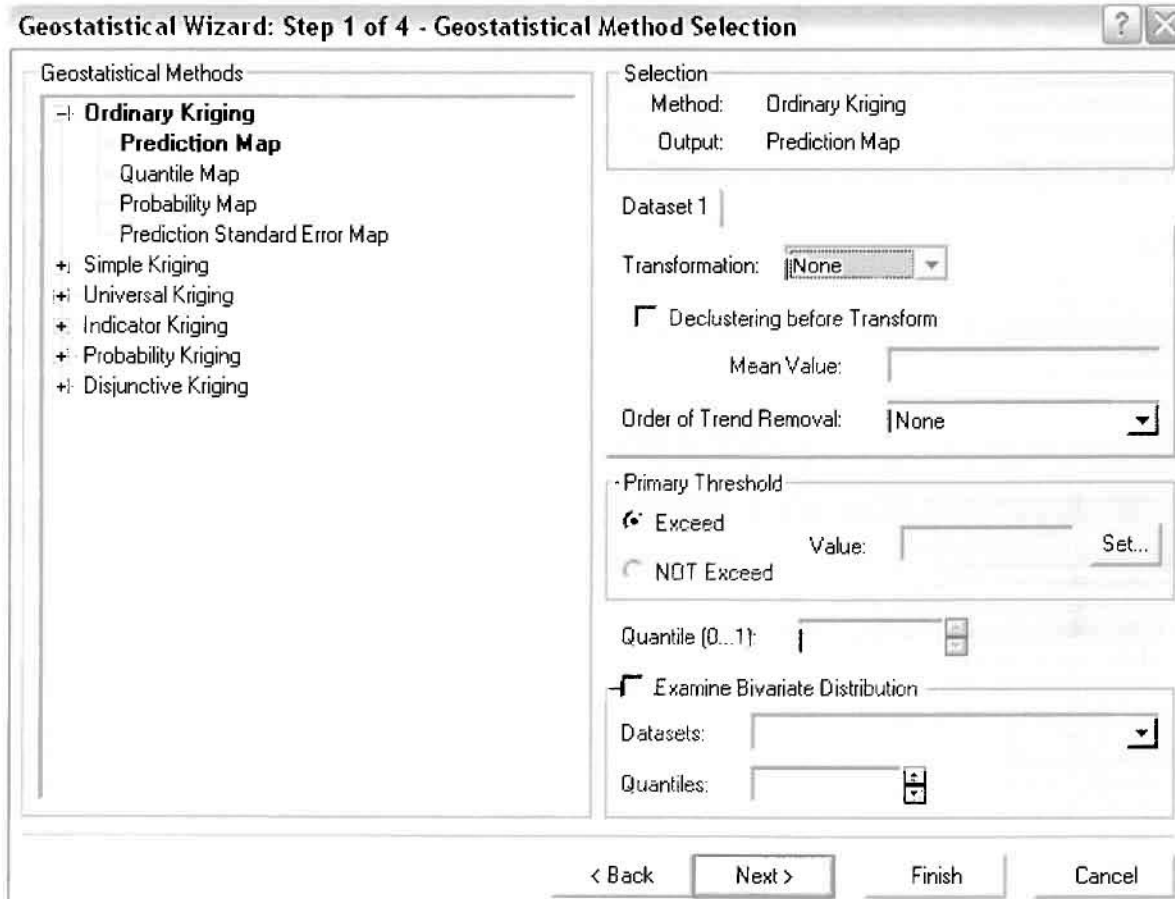 Geostatistical Wizard: Step 1 of 4 - Geostatistical Method Selection
Geostatistical Methods
Ordinary Kriging
Prediction Map
Quantile Map
Probability Map
Prediction Standard Error Map
Simple Kriging
Universal Kriging
Indicator Kriging
Probability Kriging
Disjunctive Kriging
Selection
Method: Ordinary Kriging
Output: Prediction Map
Dataset 1
Transformation: None
Declustering before Transform
Mean Value:
Order of Trend Removal: None
Primary Threshold
Exceed
Value: Set...
NOT Exceed
Quantile (0...1):
Examine Bivariate Distribution
Datasets:
Quantiles:
< Back Next > Finish Cancel